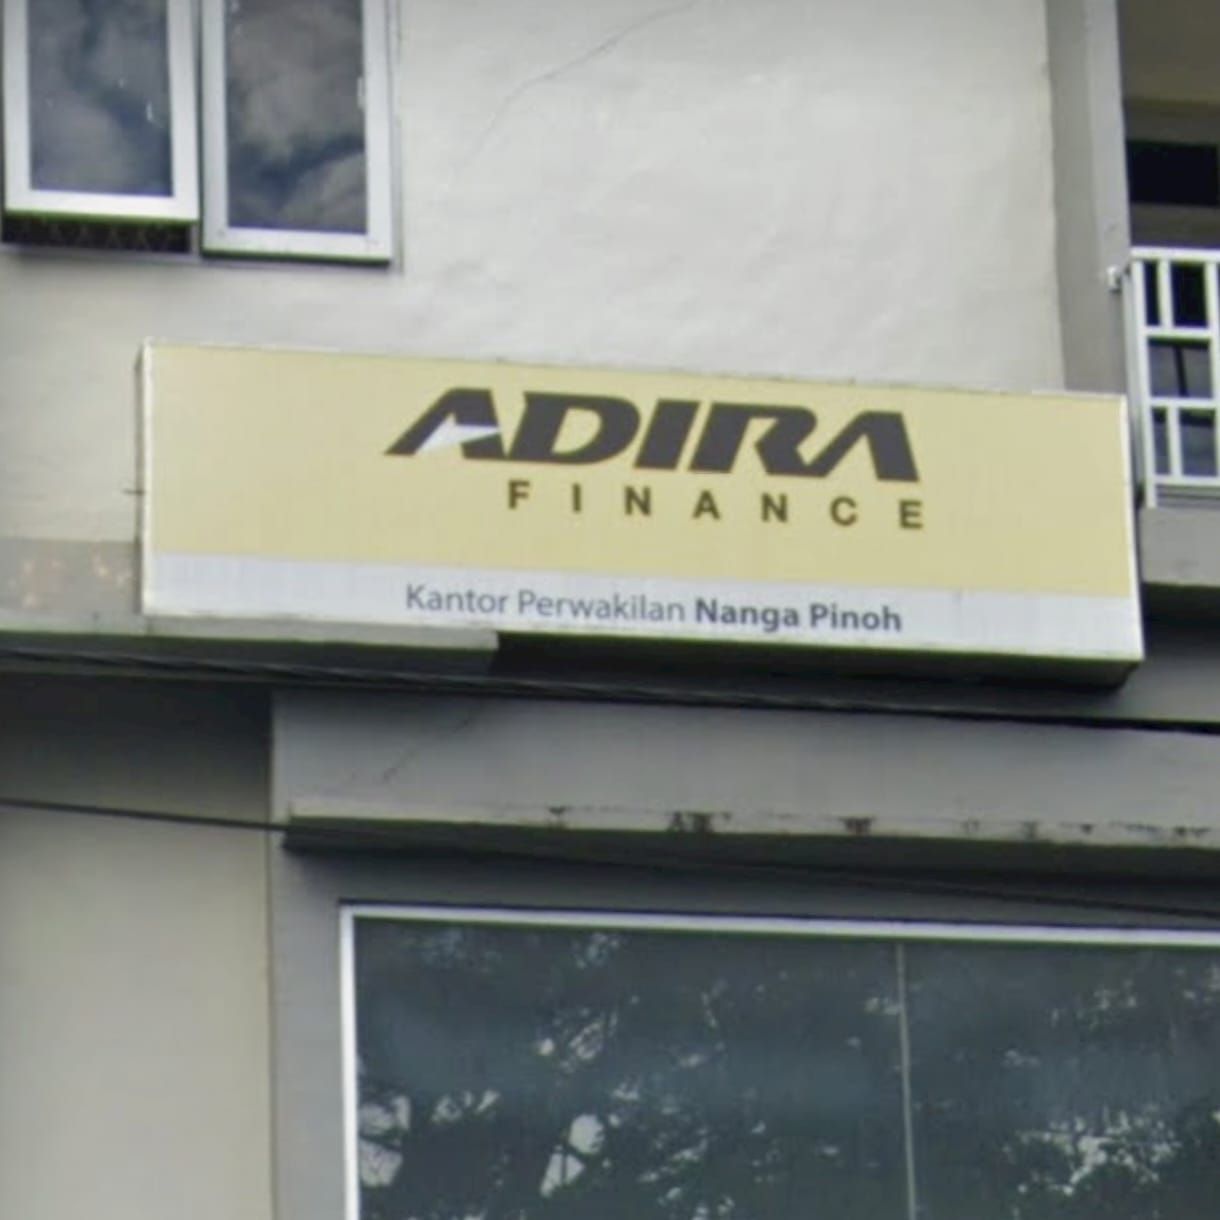 ADIRA
FINANCE
Kantor Perwakilan Nanga Pinoh